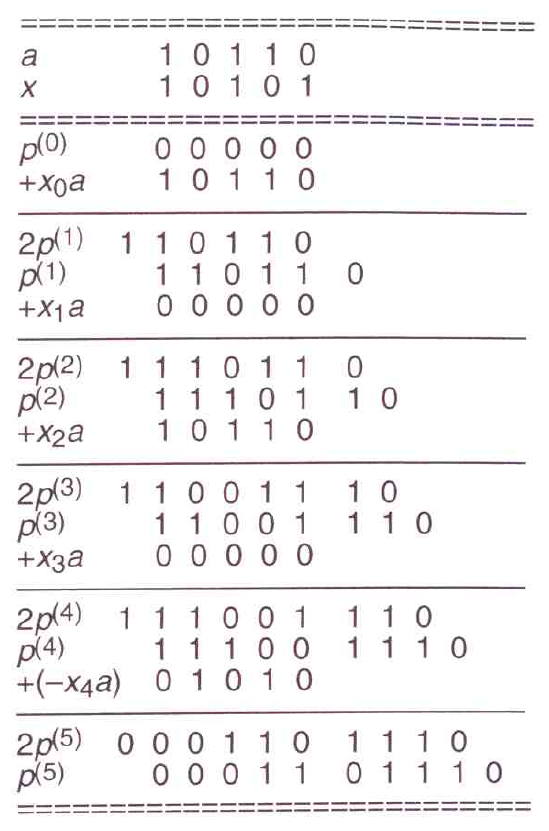 a 1 0 1 1 0
x 1 0 1 0 1
p(0) 0 0 0 0 0
+x0a 1 0 1 1 0
2p(1) 1 1 0 1 1 0
p(1) 1 1 0 1 1 0
+x1a 0 0 0 0 0
2p(2) 1 1 1 0 1 1 0
p(2) 1 1 1 0 1 1 0
+x2a 1 0 1 1 0
2p(3) 1 1 0 0 1 1 1 0
p(3) 1 1 0 0 1 1 1 0
+x3a 0 0 0 0 0
2p(4) 1 1 1 0 0 1 1 1 0
p(4) 1 1 1 0 0 1 1 1 0
+(−x4a) 0 1 0 1 0
2p(5) 0 0 0 1 1 0 1 1 1 0
p(5) 0 0 0 1 1 0 1 1 1 0